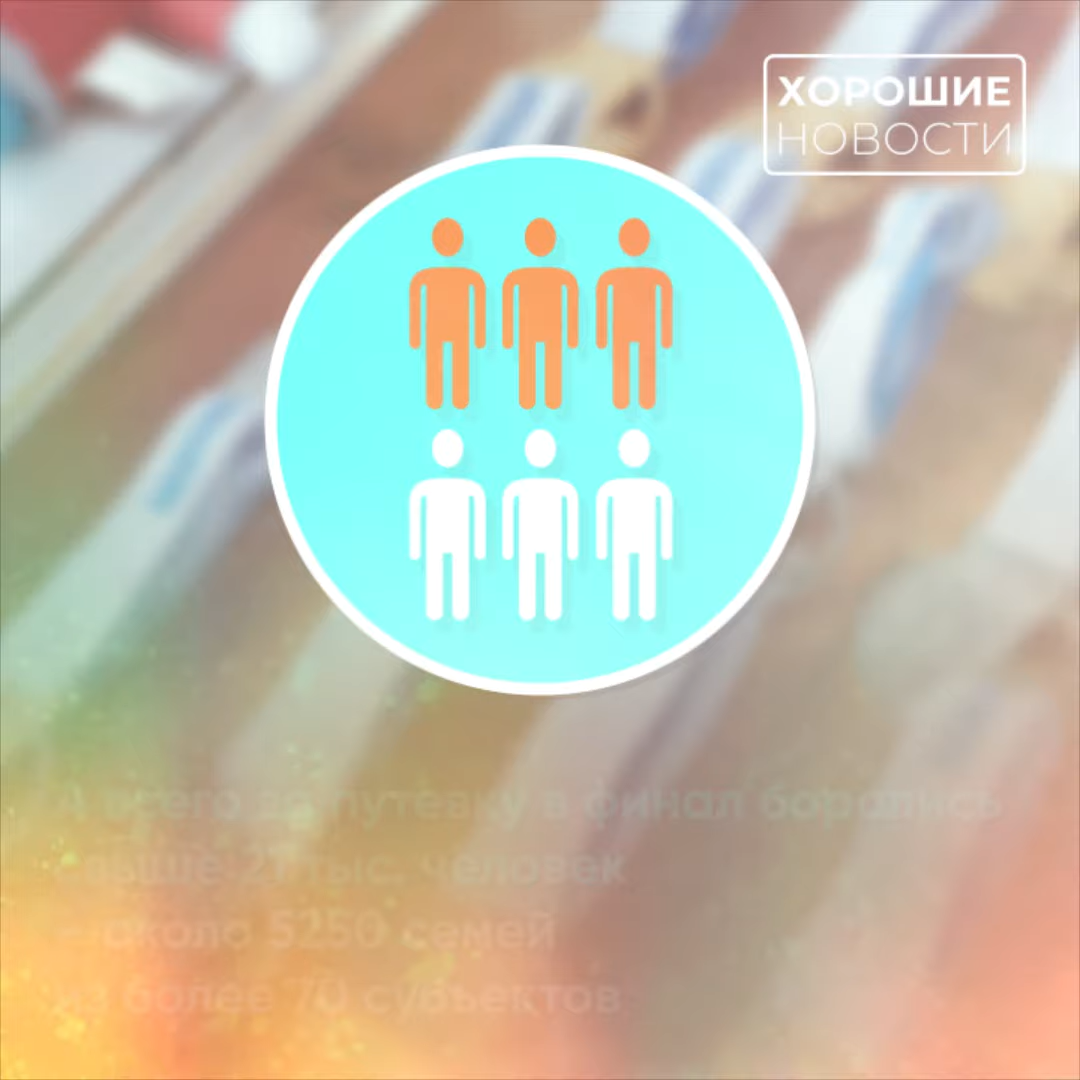 ХОРОШИЕ
НОВОСТИ
А всего за путевку в финал боролись
свыше 21 тыс. человек
– около 5250 семей
из более 70 субъектов